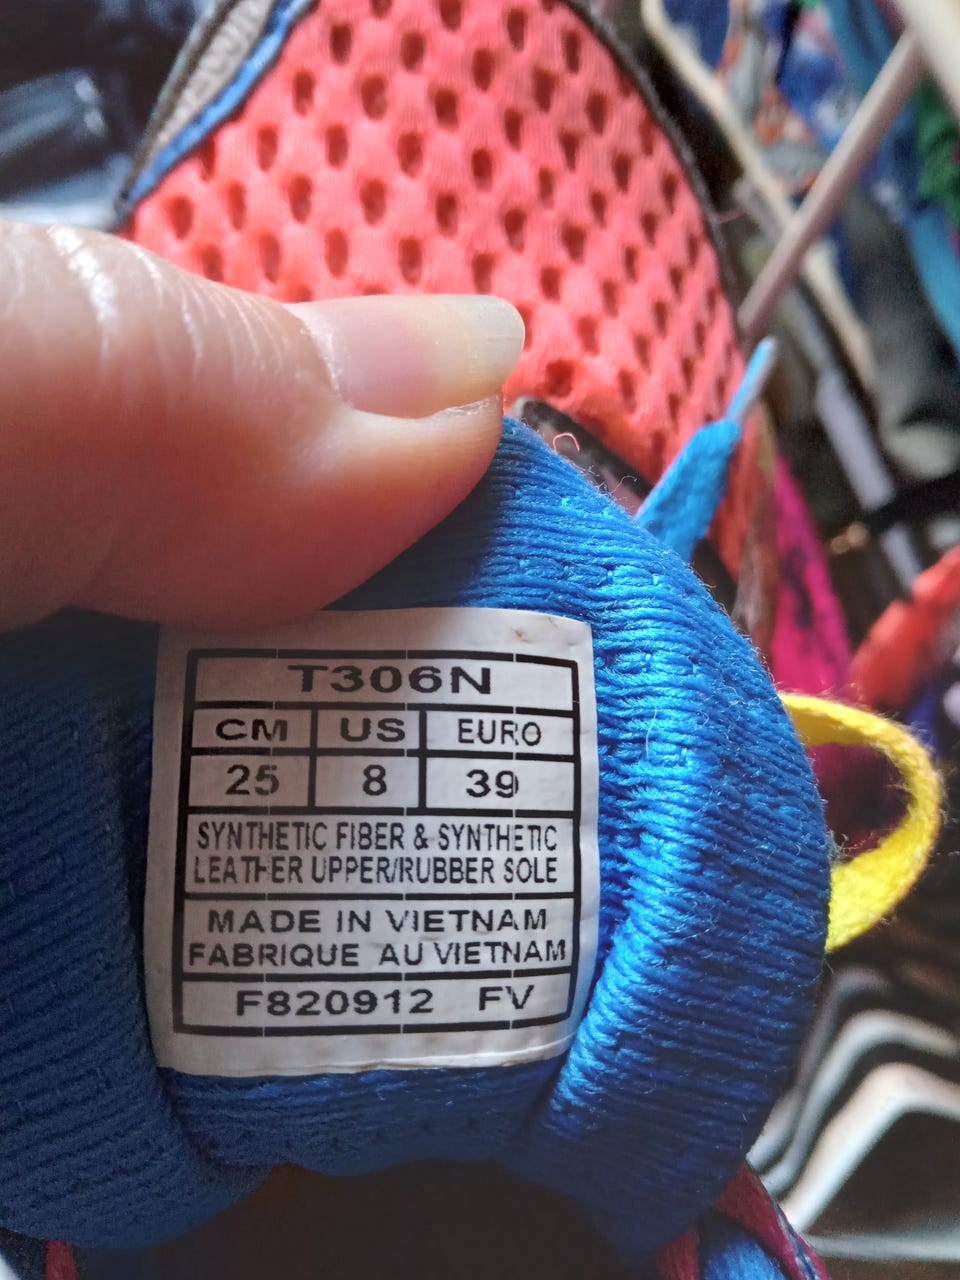 T306N
CM US EURO
25 8 39
SYNTHETIC FIBER & SYNTHETIC
LEATHER UPPER/RUBBER SOLE
MADE IN VIETNAM
FABRIQUE AU VIETNAM
F820912 FV